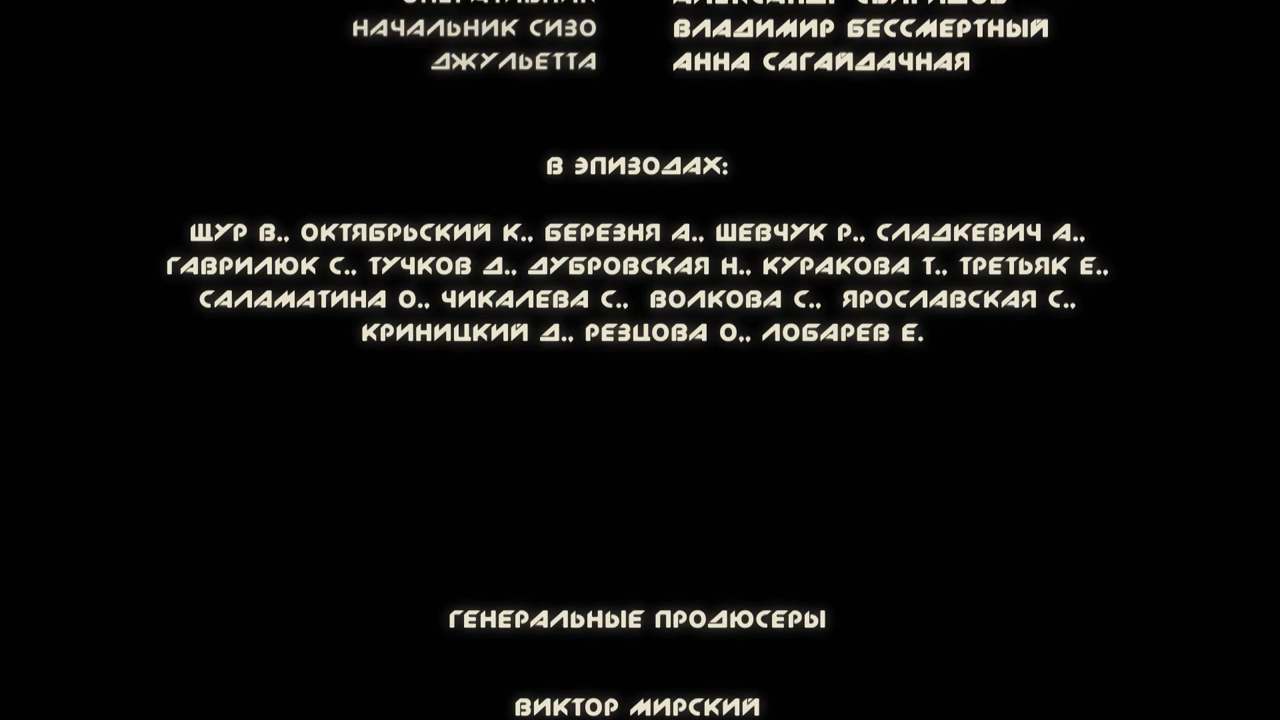 НАЧАЛЬНИК СИЗО ВЛАДИМИР БЕССМЕРТНЫЙ
ДЖУЛЬЕТТА АННА САГАЙДАЧНАЯ
В ЭПИЗОДАХ:
ЩУР В., ОКТЯБРЬСКИЙ К., БЕРЕЗНЯ А., ШЕВЧУК Р., СЛАДКЕВИЧ А.,
ГАВРИЛЮК С., ТУЧКОВ Д., ДУБРОВСКАЯ Н., КУРАКОВА Т., ТРЕТЬЯК Е.,
САЛАМАТИНА О., ЧИКАЛЕВА С., ВОЛКОВА С., ЯРОСЛАВСКАЯ С.,
КРИНИЦКИЙ Д., РЕЗЦОВА О., ЛОБАРЕВ Е.
ГЕНЕРАЛЬНЫЕ ПРОДЮСЕРЫ
ВИКТОР МИРСКИЙ